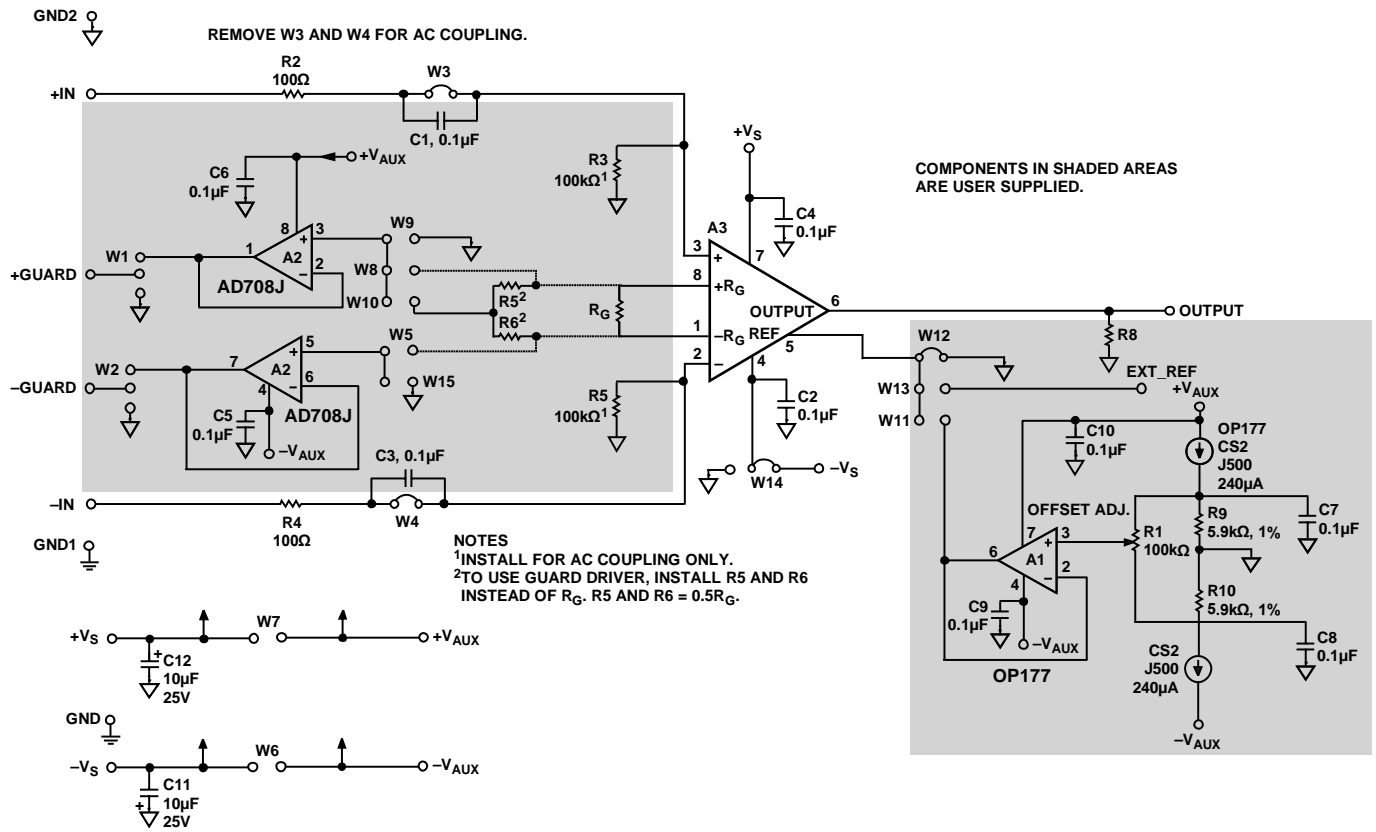 GND2
REMOVE W3 AND W4 FOR AC COUPLING.
R2
100Ω
W3
+IN
C1, 0.1µF
+VS
+VAUX
C6
0.1µF
R3
100kΩ1
COMPONENTS IN SHADED AREAS
ARE USER SUPPLIED.
C4
0.1µF
A3
W9
8
3
1
+
A2
2
–
W1
+GUARD
AD708J
W8
W10
R5²
R6²
RG
3
+
7
8
+RG
OUTPUT
6
OUTPUT
1
–RG
REF
5
2
–
4
R8
W12
5
7
+
A2
6
–
4
W5
W2
–GUARD
W15
C5
0.1µF
AD708J
–VAUX
R5
100kΩ1
C2
0.1µF
EXT_REF
W13
+VAUX
W11
C10
0.1µF
OP177
CS2
J500
240µA
C3, 0.1µF
W14
–VS
–IN
R4
100Ω
W4
OFFSET ADJ.
R9
5.9kΩ, 1%
C7
0.1µF
GND1
NOTES
1INSTALL FOR AC COUPLING ONLY.
2TO USE GUARD DRIVER, INSTALL R5 AND R6
INSTEAD OF RG. R5 AND R6 = 0.5RG.
7
3
R1
100kΩ
6
+
A1
2
–
4
R10
5.9kΩ, 1%
C9
0.1µF
–VAUX
OP177
C8
0.1µF
CS2
J500
240µA
–VAUX
+VS
W7
+VAUX
+
C12
10µF
25V
GND
–VS
W6
–VAUX
C11
10µF
25V
+